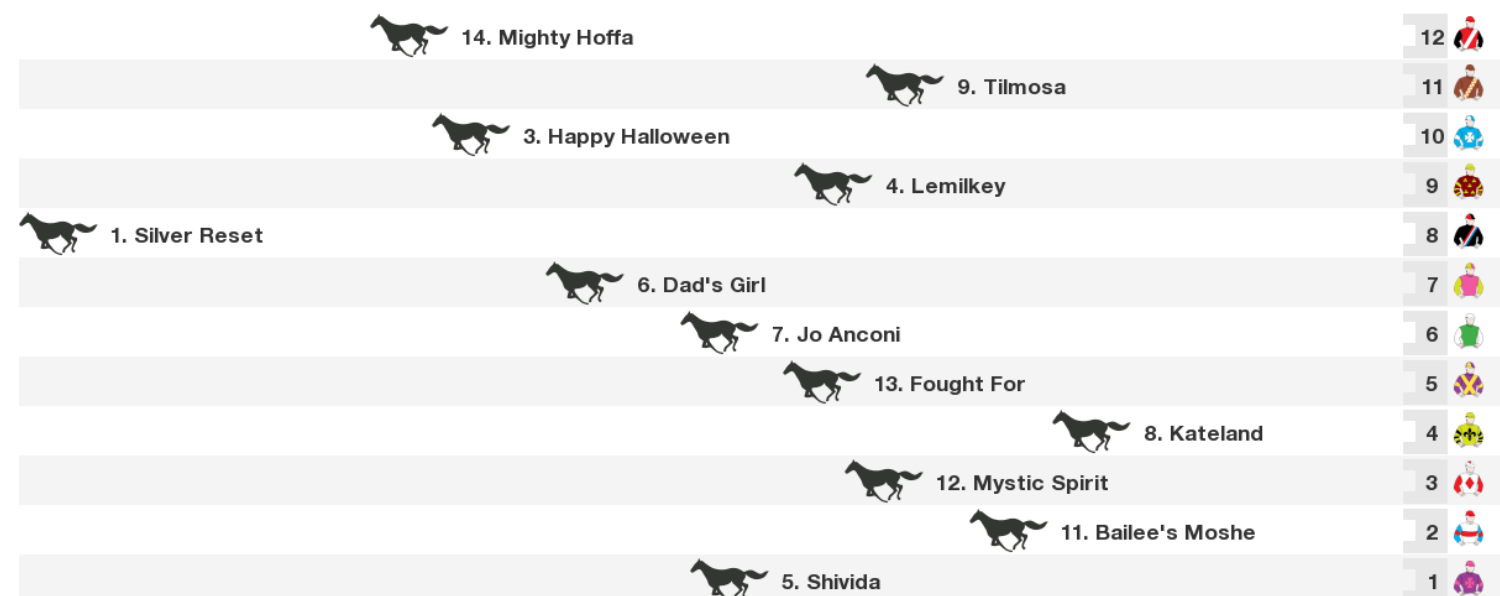 14. Mighty Hoffa 12
9. Tilmosa 11
3. Happy Halloween 10
4. Lemilkey 9
1. Silver Reset 8
6. Dad's Girl 7
7. Jo Anconi 6
13. Fought For 5
8. Kateland 4
12. Mystic Spirit 3
11. Bailee's Moshe 2
5. Shivida 1